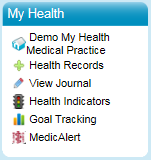 My Health
Demo My Health
Medical Practice
Health Records
View Journal
Health Indicators
Goal Tracking
MedicAlert